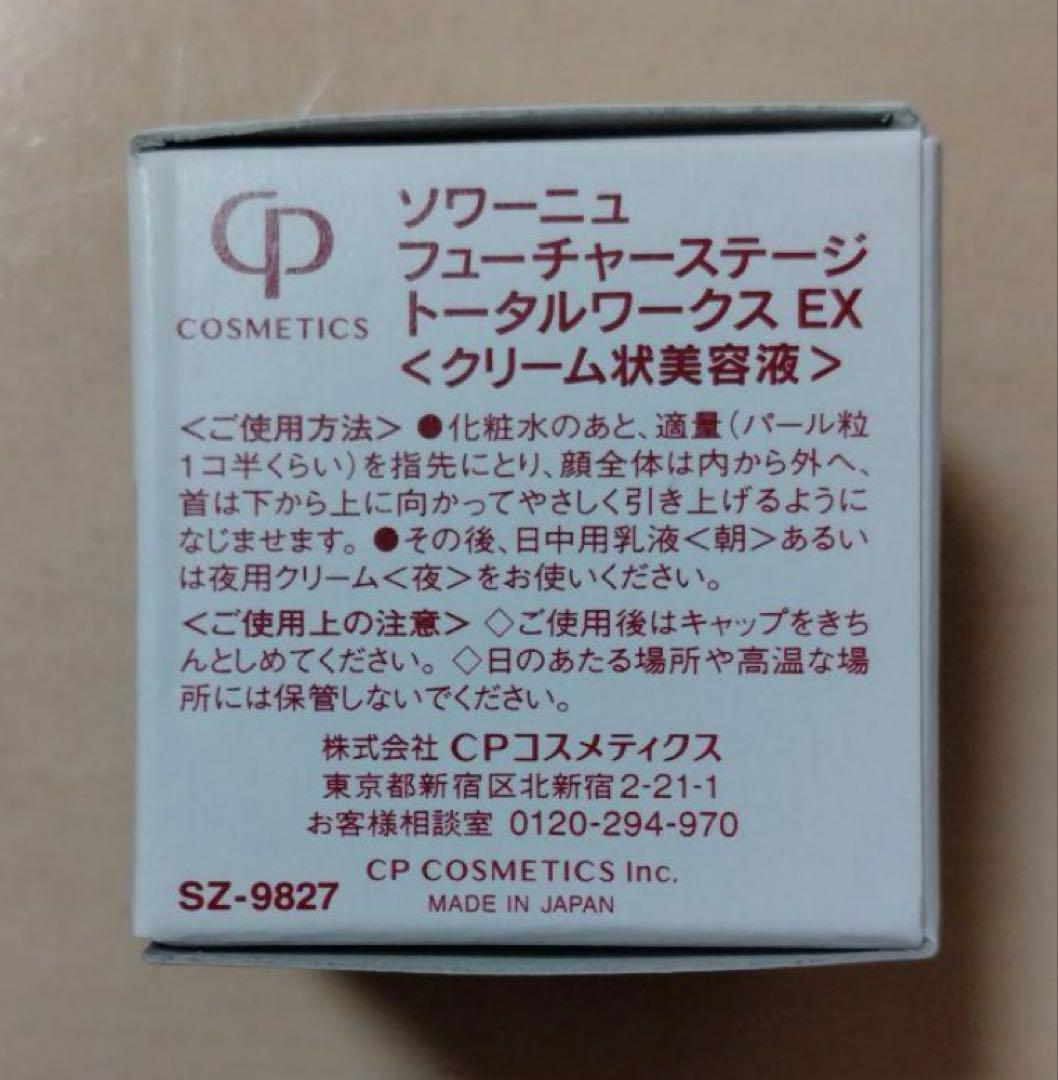 CP
COSMETICS
ソワーニュ
フューチャーステージ
トータルワークス EX
＜クリーム状美容液＞
＜ご使用方法＞ ●化粧水のあと、適量(パール粒
1コ半くらい)を指先にとり、顔全体は内から外へ、
首は下から上に向かってやさしく引き上げるように
なじませます。 ●その後、日中用乳液＜朝＞あるい
は夜用クリーム＜夜＞をお使いください。
＜ご使用上の注意＞ ◇ご使用後はキャップをきち
んとしめてください。 ◇日のあたる場所や高温な場
所には保管しないでください。
株式会社 CPコスメティクス
東京都新宿区北新宿2-21-1
お客様相談室 0120-294-970
CP COSMETICS Inc.
SZ-9827
MADE IN JAPAN